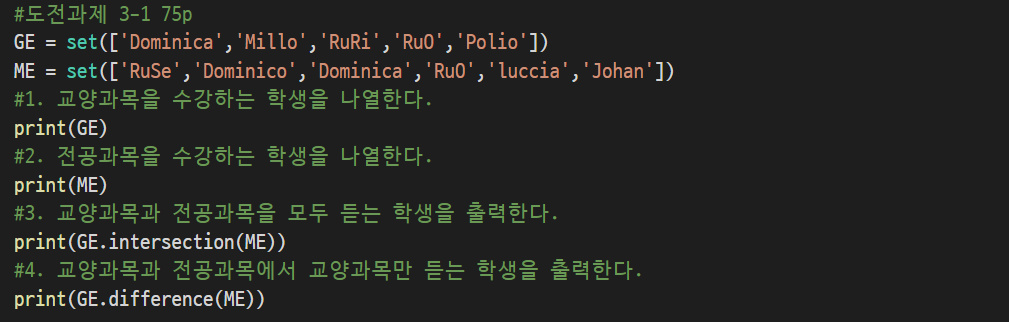 #도전과제 3-1 75p
GE = set(['Dominica','Millo','RuRi','RuO','Polio'])
ME = set(['RuSe','Dominico','Dominica','RuO','luccia','Johan'])
#1. 교양과목을 수강하는 학생을 나열한다.
print(GE)
#2. 전공과목을 수강하는 학생을 나열한다.
print(ME)
#3. 교양과목과 전공과목을 모두 듣는 학생을 출력한다.
print(GE.intersection(ME))
#4. 교양과목과 전공과목에서 교양과목만 듣는 학생을 출력한다.
print(GE.difference(ME))